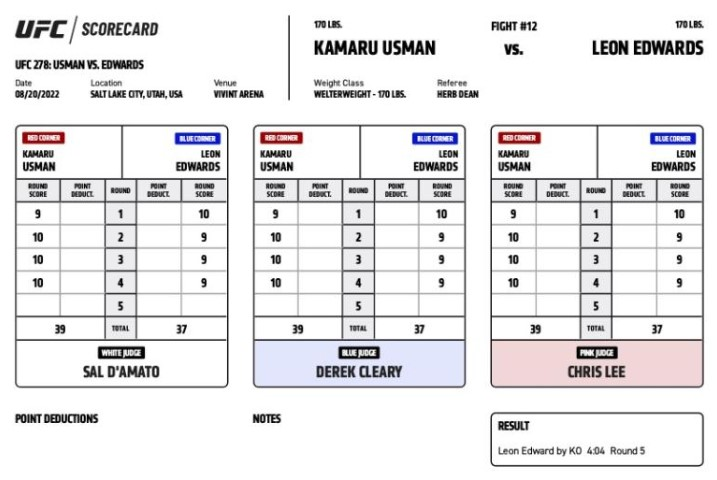 UFC / SCORECARD
UFC 278: USMAN VS. EDWARDS
Date Location Venue
08/20/2022 SALT LAKE CITY, UTAH, USA VIVINT ARENA
170 LBS. FIGHT #12 170 LBS.
KAMARU USMAN VS. LEON EDWARDS
Weight Class Referee
WELTERWEIGHT - 170 LBS. HERB DEAN
RED CORNER BLUE CORNER
KAMARU USMAN LEON EDWARDS
ROUND SCORE POINT DEDUCT. ROUND POINT DEDUCT. ROUND SCORE
9 1 10
10 2 9
10 3 9
10 4 9
5
39 TOTAL 37
WHITE JUDGE
SAL D'AMATO
RED CORNER BLUE CORNER
KAMARU USMAN LEON EDWARDS
ROUND SCORE POINT DEDUCT. ROUND POINT DEDUCT. ROUND SCORE
9 1 10
10 2 9
10 3 9
10 4 9
5
39 TOTAL 37
BLUE JUDGE
DEREK CLEARY
RED CORNER BLUE CORNER
KAMARU USMAN LEON EDWARDS
ROUND SCORE POINT DEDUCT. ROUND POINT DEDUCT. ROUND SCORE
9 1 10
10 2 9
10 3 9
10 4 9
5
39 TOTAL 37
PINK JUDGE
CHRIS LEE
POINT DEDUCTIONS
NOTES
RESULT
Leon Edward by KO 4:04 Round 5